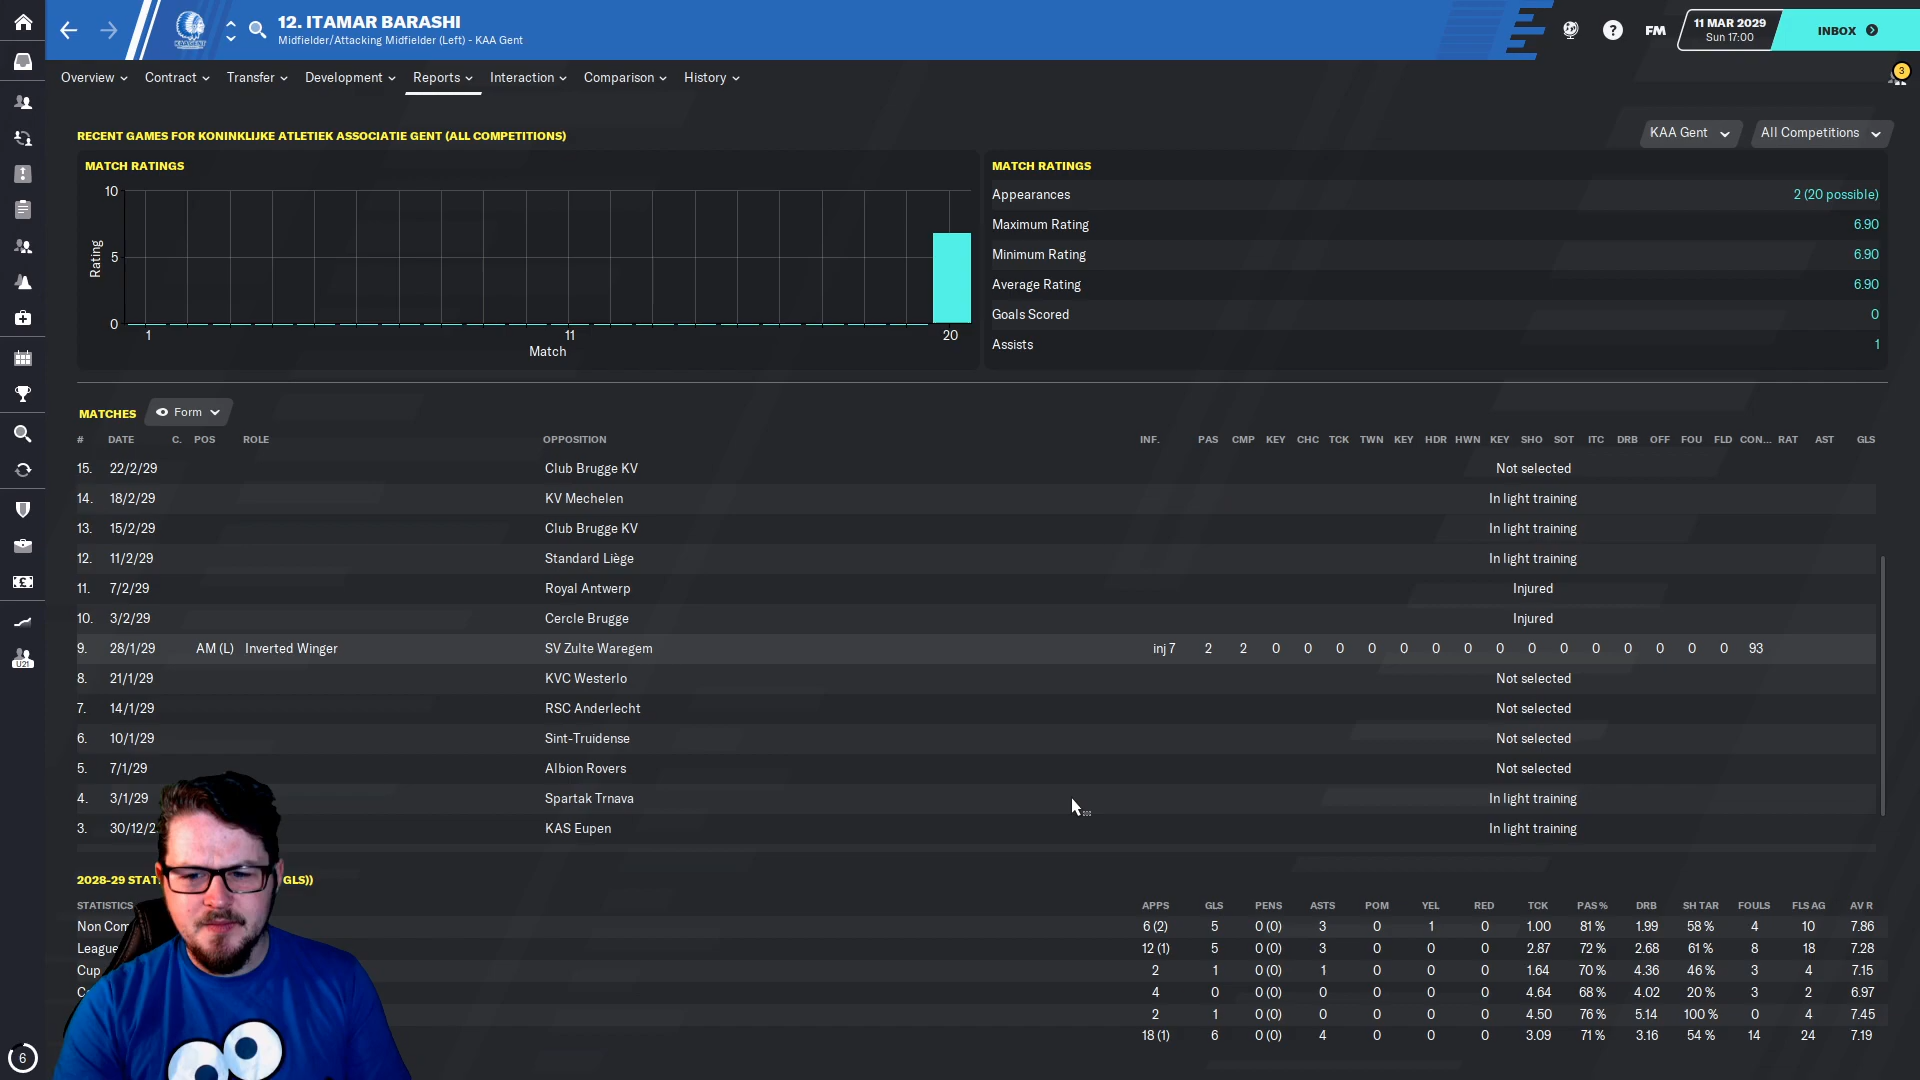 12. ITAMAR BARASHI
Midfielder/Attacking Midfielder (Left) - KAA Gent
FM
11 MAR 2029
Sun 17:00
INBOX
Overview Contract Transfer Development Reports Interaction Comparison History
3
RECENT GAMES FOR KONINKLIJKE ATLETIEK ASSOCIATIE GENT (ALL COMPETITIONS)
KAA Gent All Competitions
MATCH RATINGS
10
5
0
Rating
1 11 20
Match
MATCH RATINGS
Appearances 2 (20 possible)
Maximum Rating 6.90
Minimum Rating 6.90
Average Rating 6.90
Goals Scored 0
Assists 1
MATCHES Form
# DATE C. POS ROLE OPPOSITION INF. PAS CMP KEY CHC TCK TWN KEY HDR HWN KEY SHO SOT ITC DRB OFF FOU FLD CON... RAT AST GLS
15. 22/2/29 Club Brugge KV Not selected
14. 18/2/29 KV Mechelen In light training
13. 15/2/29 Club Brugge KV In light training
12. 11/2/29 Standard Liège In light training
11. 7/2/29 Royal Antwerp Injured
10. 3/2/29 Cercle Brugge Injured
9. 28/1/29 AM (L) Inverted Winger SV Zulte Waregem inj 7 2 2 0 0 0 0 0 0 0 0 0 0 0 0 0 0 0 93
8. 21/1/29 KVC Westerlo Not selected
7. 14/1/29 RSC Anderlecht Not selected
6. 10/1/29 Sint-Truidense Not selected
5. 7/1/29 Albion Rovers Not selected
4. 3/1/29 Spartak Trnava In light training
3. 30/12/2 KAS Eupen In light training
2028-29 STAT GLS))
STATISTICS APPS GLS PENS ASTS POM YEL RED TCK PAS % DRB SH TAR FOULS FLS AG AV R
Non Com 6 (2) 5 0 (0) 3 0 1 0 1.00 81 % 1.99 58 % 4 10 7.86
League 12 (1) 5 0 (0) 3 0 0 0 2.87 72 % 2.68 61 % 8 18 7.28
Cup 2 1 0 (0) 1 0 0 0 1.64 70 % 4.36 46 % 3 4 7.15
4 0 0 (0) 0 0 0 0 4.64 68 % 4.02 20 % 3 2 6.97
2 1 0 (0) 0 0 0 0 4.50 76 % 5.14 100 % 0 4 7.45
18 (1) 6 0 (0) 4 0 0 0 3.09 71 % 3.16 54 % 14 24 7.19
U21
6